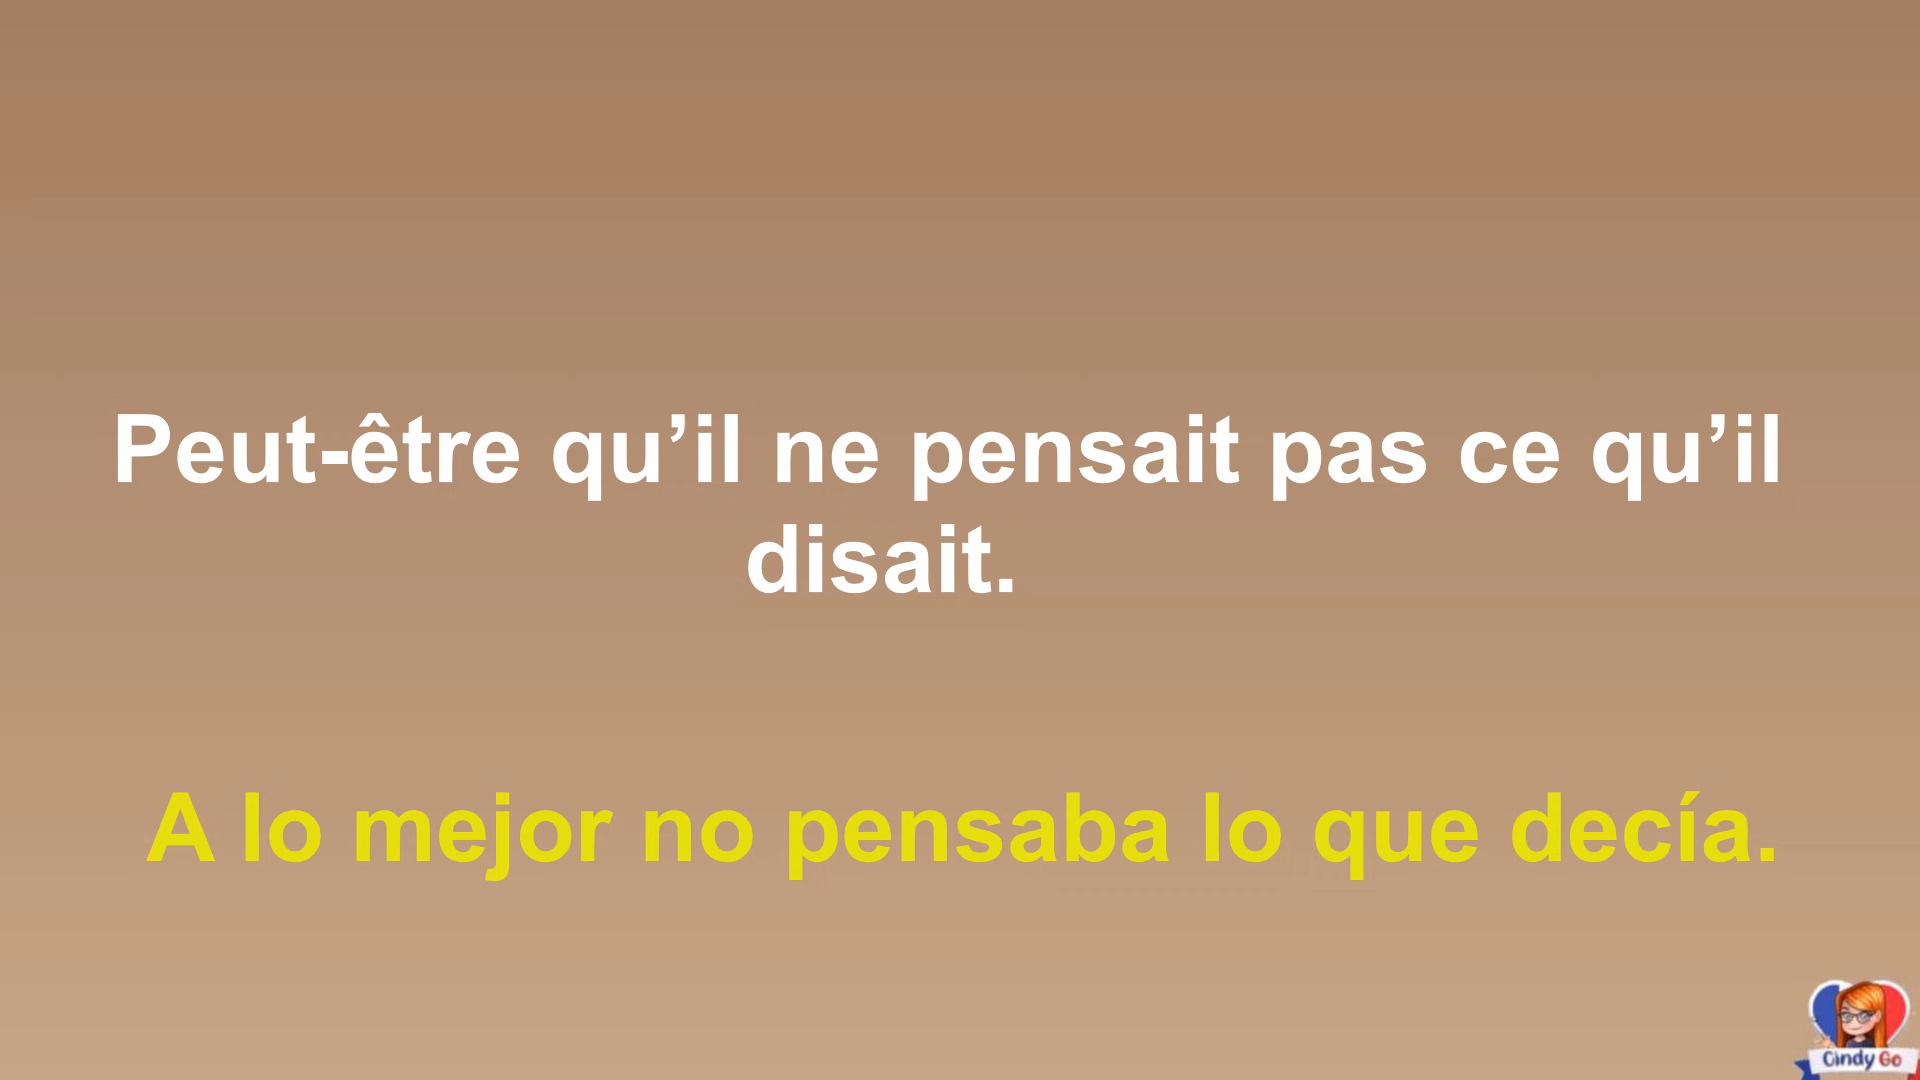 Peut-être qu’il ne pensait pas ce qu’il
disait.
A lo mejor no pensaba lo que decía.
Cindy Go